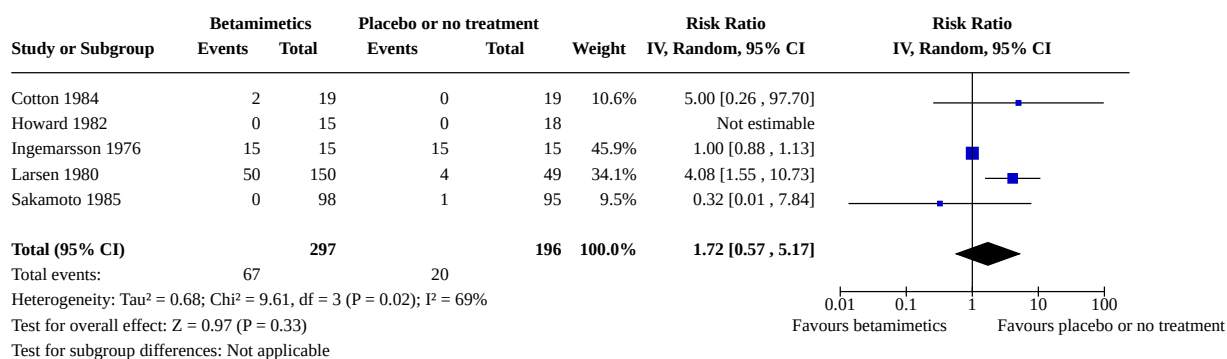 Betamimetics Placebo or no treatment Risk Ratio Risk Ratio
Study or Subgroup Events Total Events Total Weight IV, Random, 95% CI IV, Random, 95% CI
Cotton 1984 2 19 0 19 10.6% 5.00 [0.26 , 97.70]
Howard 1982 0 15 0 18 Not estimable
Ingemarsson 1976 15 15 15 15 45.9% 1.00 [0.88 , 1.13]
Larsen 1980 50 150 4 49 34.1% 4.08 [1.55 , 10.73]
Sakamoto 1985 0 98 1 95 9.5% 0.32 [0.01 , 7.84]
Total (95% CI) 297 196 100.0% 1.72 [0.57 , 5.17]
Total events: 67 20
Heterogeneity: Tau² = 0.68; Chi² = 9.61, df = 3 (P = 0.02); I² = 69%
Test for overall effect: Z = 0.97 (P = 0.33)
Test for subgroup differences: Not applicable
0.01 0.1 1 10 100
Favours betamimetics Favours placebo or no treatment